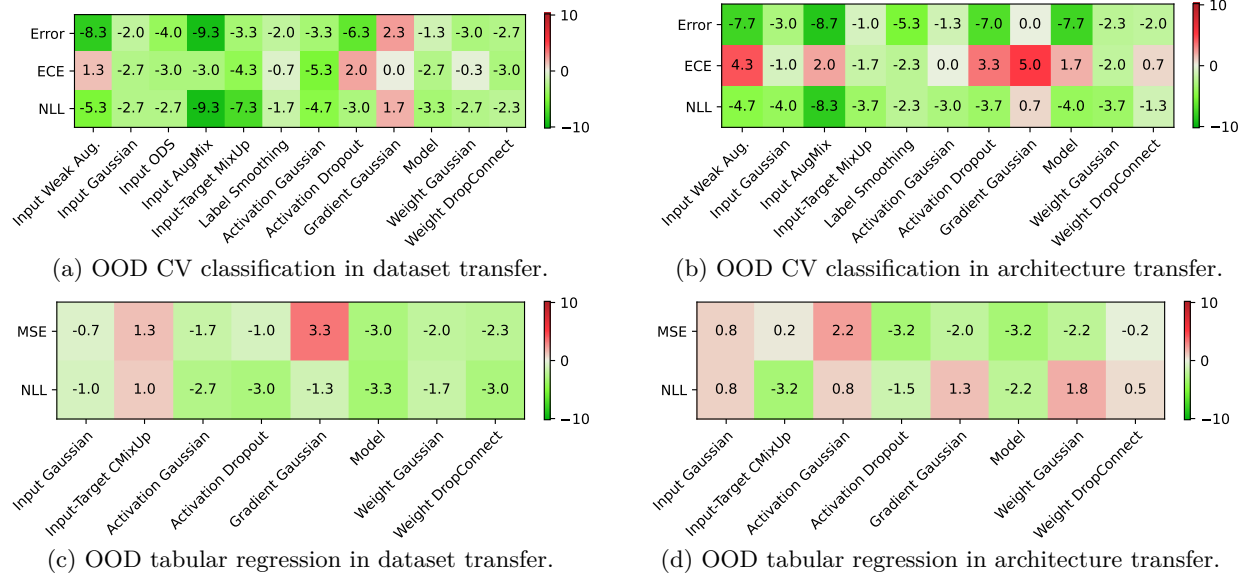 Error -8.3 -2.0 -4.0 -9.3 -3.3 -2.0 -3.3 -6.3 2.3 -1.3 -3.0 -2.7
ECE 1.3 -2.7 -3.0 -3.0 -4.3 -0.7 -5.3 2.0 0.0 -2.7 -0.3 -3.0
NLL -5.3 -2.7 -2.7 -9.3 -7.3 -1.7 -4.7 -3.0 1.7 -3.3 -2.7 -2.3
10
0
−10
Input Weak Aug.
Input Gaussian
Input ODS
Input AugMix
Input-Target MixUp
Label Smoothing
Activation Gaussian
Activation Dropout
Gradient Gaussian
Model
Weight Gaussian
Weight DropConnect
(a) OOD CV classification in dataset transfer.
Error -7.7 -3.0 -8.7 -1.0 -5.3 -1.3 -7.0 0.0 -7.7 -2.3 -2.0
ECE 4.3 -1.0 2.0 -1.7 -2.3 0.0 3.3 5.0 1.7 -2.0 0.7
NLL -4.7 -4.0 -8.3 -3.7 -2.3 -3.0 -3.7 0.7 -4.0 -3.7 -1.3
10
0
−10
Input Weak Aug.
Input Gaussian
Input AugMix
Input-Target MixUp
Label Smoothing
Activation Gaussian
Activation Dropout
Gradient Gaussian
Model
Weight Gaussian
Weight DropConnect
(b) OOD CV classification in architecture transfer.
MSE -0.7 1.3 -1.7 -1.0 3.3 -3.0 -2.0 -2.3
NLL -1.0 1.0 -2.7 -3.0 -1.3 -3.3 -1.7 -3.0
10
0
−10
Input Gaussian
Input-Target CMixUp
Activation Gaussian
Activation Dropout
Gradient Gaussian
Model
Weight Gaussian
Weight DropConnect
(c) OOD tabular regression in dataset transfer.
MSE 0.8 0.2 2.2 -3.2 -2.0 -3.2 -2.2 -0.2
NLL 0.8 -3.2 0.8 -1.5 1.3 -2.2 1.8 0.5
10
0
−10
Input Gaussian
Input-Target CMixUp
Activation Gaussian
Activation Dropout
Gradient Gaussian
Model
Weight Gaussian
Weight DropConnect
(d) OOD tabular regression in architecture transfer.